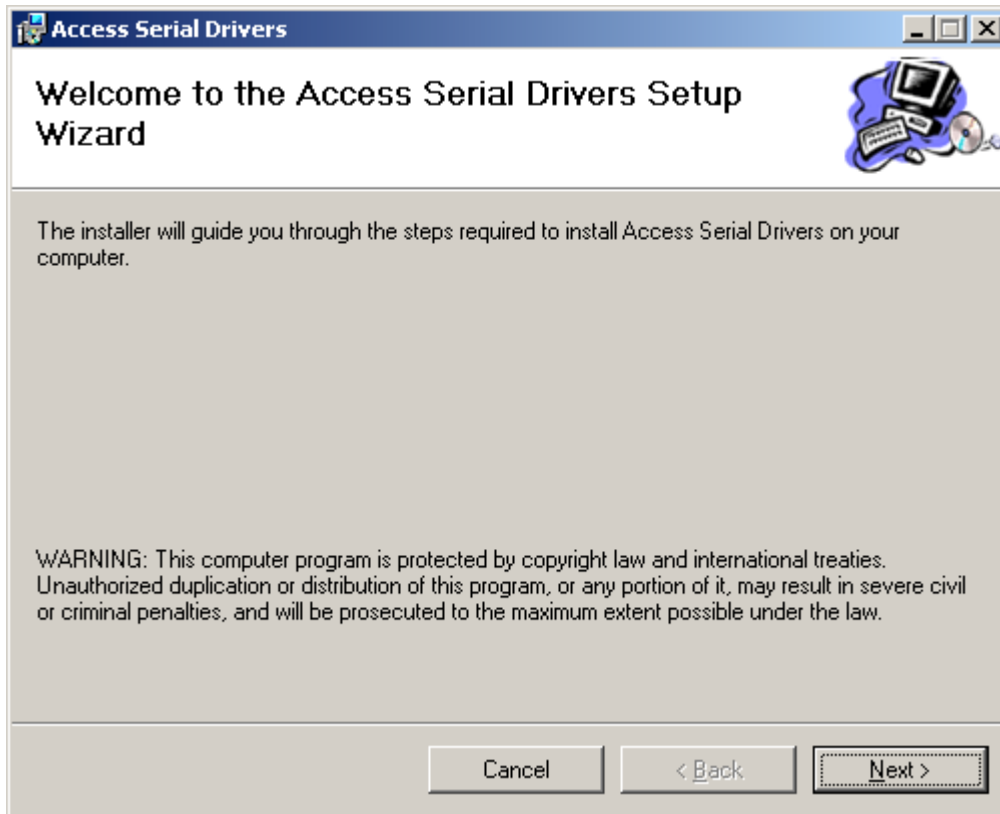 Access Serial Drivers
Welcome to the Access Serial Drivers Setup
Wizard
The installer will guide you through the steps required to install Access Serial Drivers on your
computer.
WARNING: This computer program is protected by copyright law and international treaties.
Unauthorized duplication or distribution of this program, or any portion of it, may result in severe civil
or criminal penalties, and will be prosecuted to the maximum extent possible under the law.
Cancel
< Back
Next >